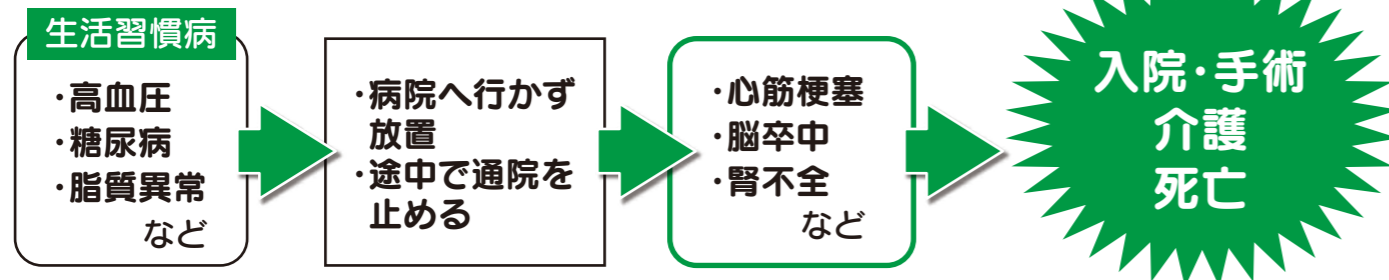 生活習慣病
・高血圧
・糖尿病
・脂質異常
など
・病院へ行かず
放置
・途中で通院を
止める
・心筋梗塞
・脳卒中
・腎不全
など
入院・手術
介護
死亡